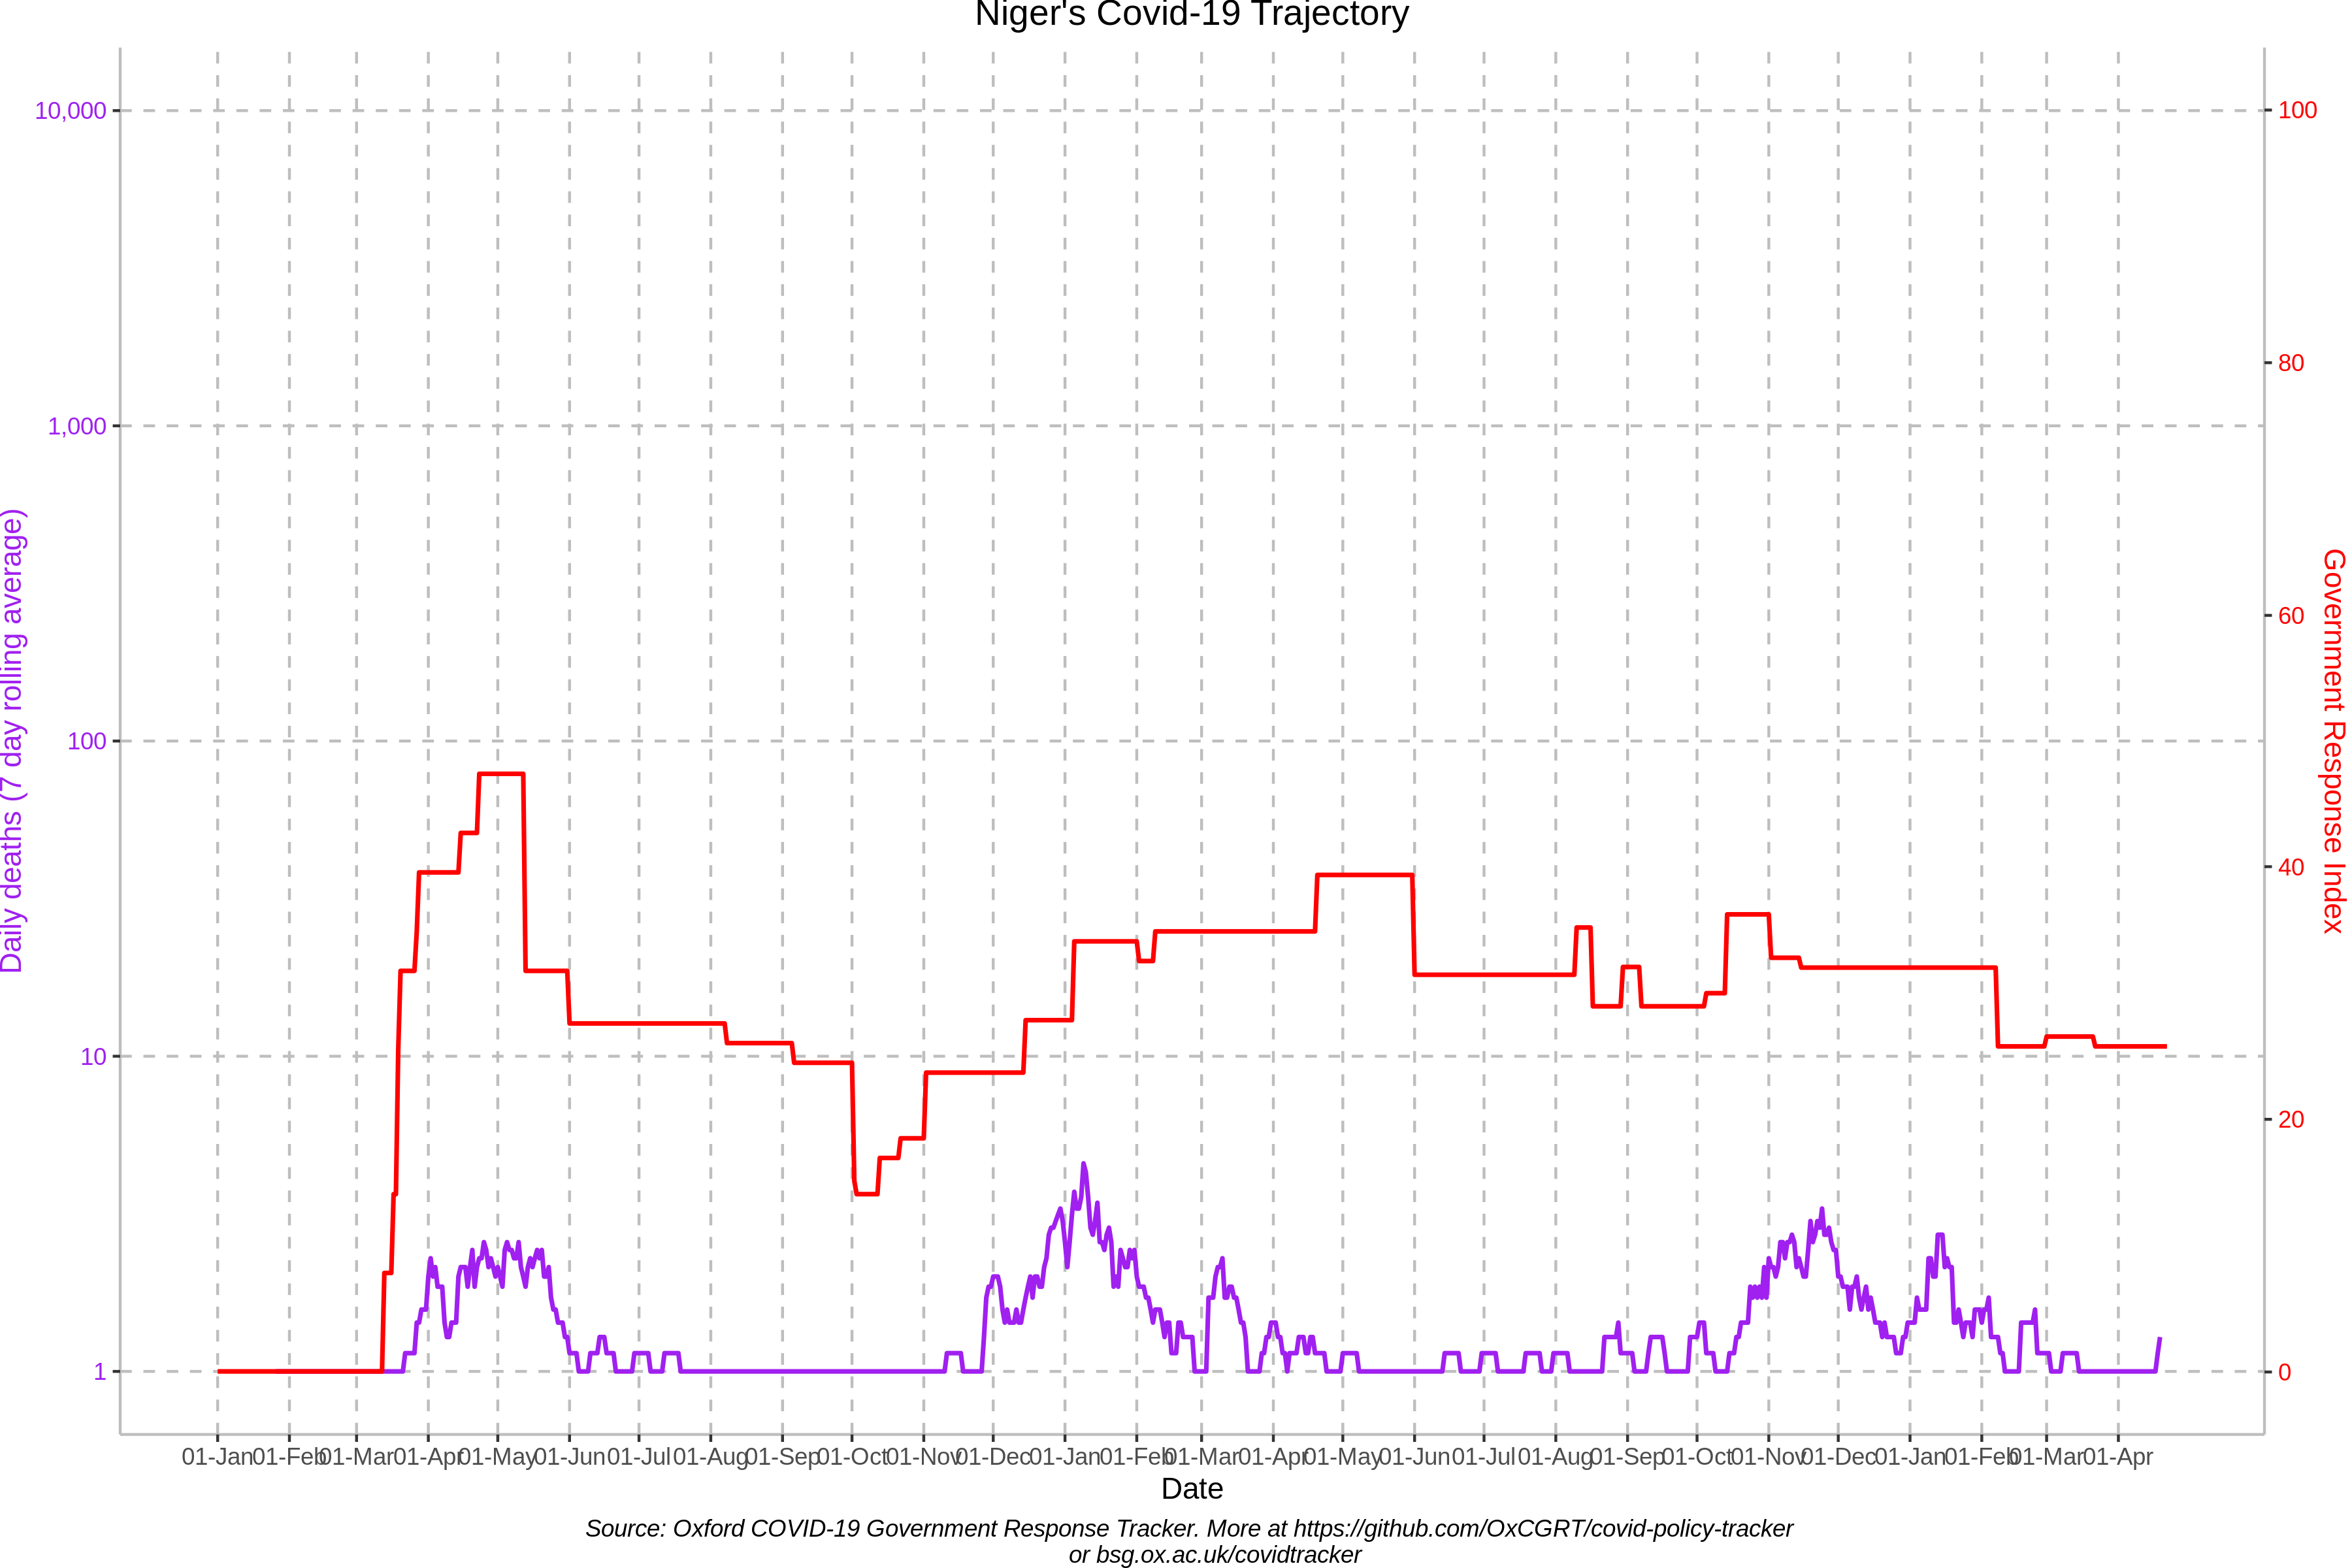 Niger's Covid-19 Trajectory
10,000
1,000
100
10
1
Daily deaths (7 day rolling average)
100
80
60
40
20
0
Government Response Index
01-Jan 01-Feb 01-Mar 01-Apr 01-May 01-Jun 01-Jul 01-Aug 01-Sep 01-Oct 01-Nov 01-Dec 01-Jan 01-Feb 01-Mar 01-Apr 01-May 01-Jun 01-Jul 01-Aug 01-Sep 01-Oct 01-Nov 01-Dec 01-Jan 01-Feb 01-Mar 01-Apr
Date
Source: Oxford COVID-19 Government Response Tracker. More at https://github.com/OxCGRT/covid-policy-tracker
or bsg.ox.ac.uk/covidtracker